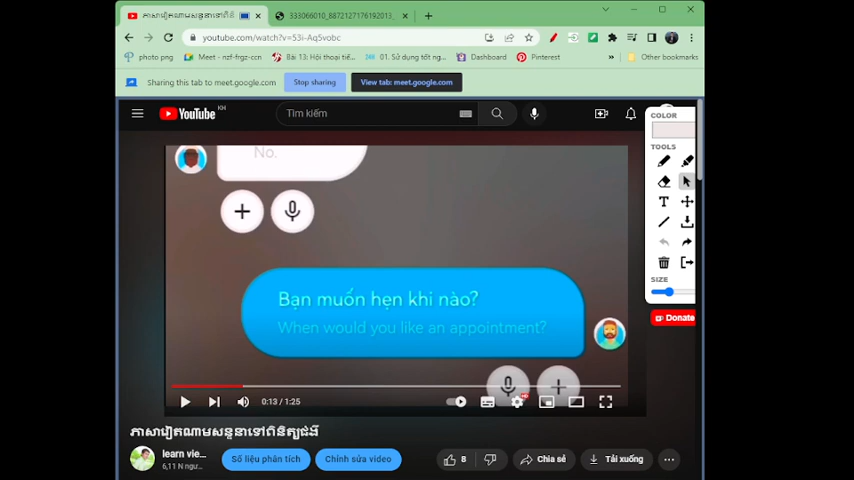 333066010_8872127176192013_
youtube.com/watch?v=53i-Aq5vobc
photo png
Meet - nzf-frgz-ccn
Bài 13: Hội thoại tiế...
01. Sử dụng tốt ng...
Dashboard
Pinterest
Other bookmarks
Sharing this tab to meet.google.com
Stop sharing
View tab: meet.google.com
YouTube KH
Tìm kiếm
COLOR
TOOLS
SIZE
Donate
No.
Bạn muốn hẹn khi nào?
When would you like an appointment?
0:13 / 1:25
ភាសាវៀតណាមសន្ទនាទៅពិនិត្យជំងឺ
learn vie...
6,11 N ngư...
Số liệu phân tích
Chỉnh sửa video
8
Chia sẻ
Tải xuống